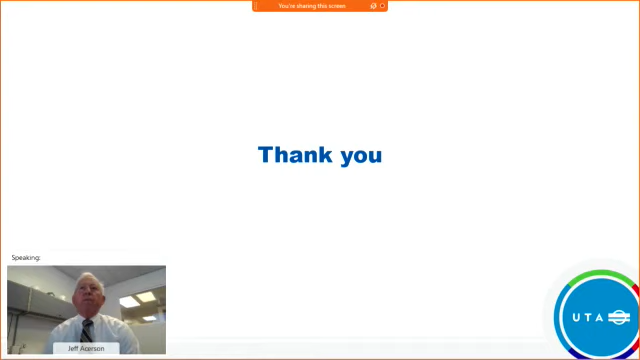 You're sharing this screen
Thank you
Speaking:
Jeff Acerson
UTA